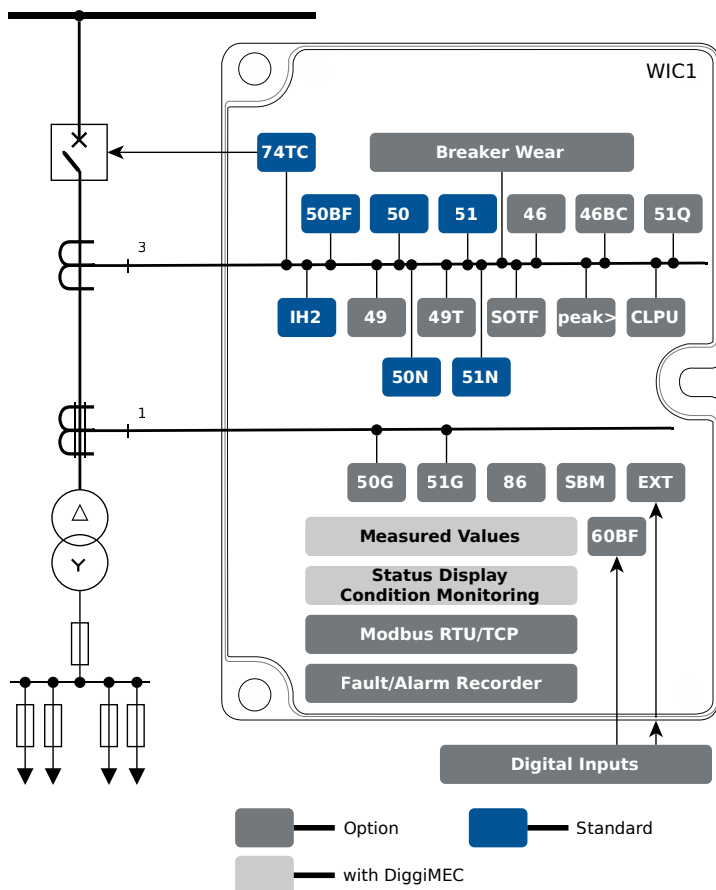 WIC1
74TC Breaker Wear
50BF 50 51 46 46BC 51Q
3
IH2 49 49T SOTF peak> CLPU
50N 51N
1
50G 51G 86 SBM EXT
Measured Values 60BF
Status Display
Condition Monitoring
Modbus RTU/TCP
Fault/Alarm Recorder
Digital Inputs
Option Standard
with DiggiMEC